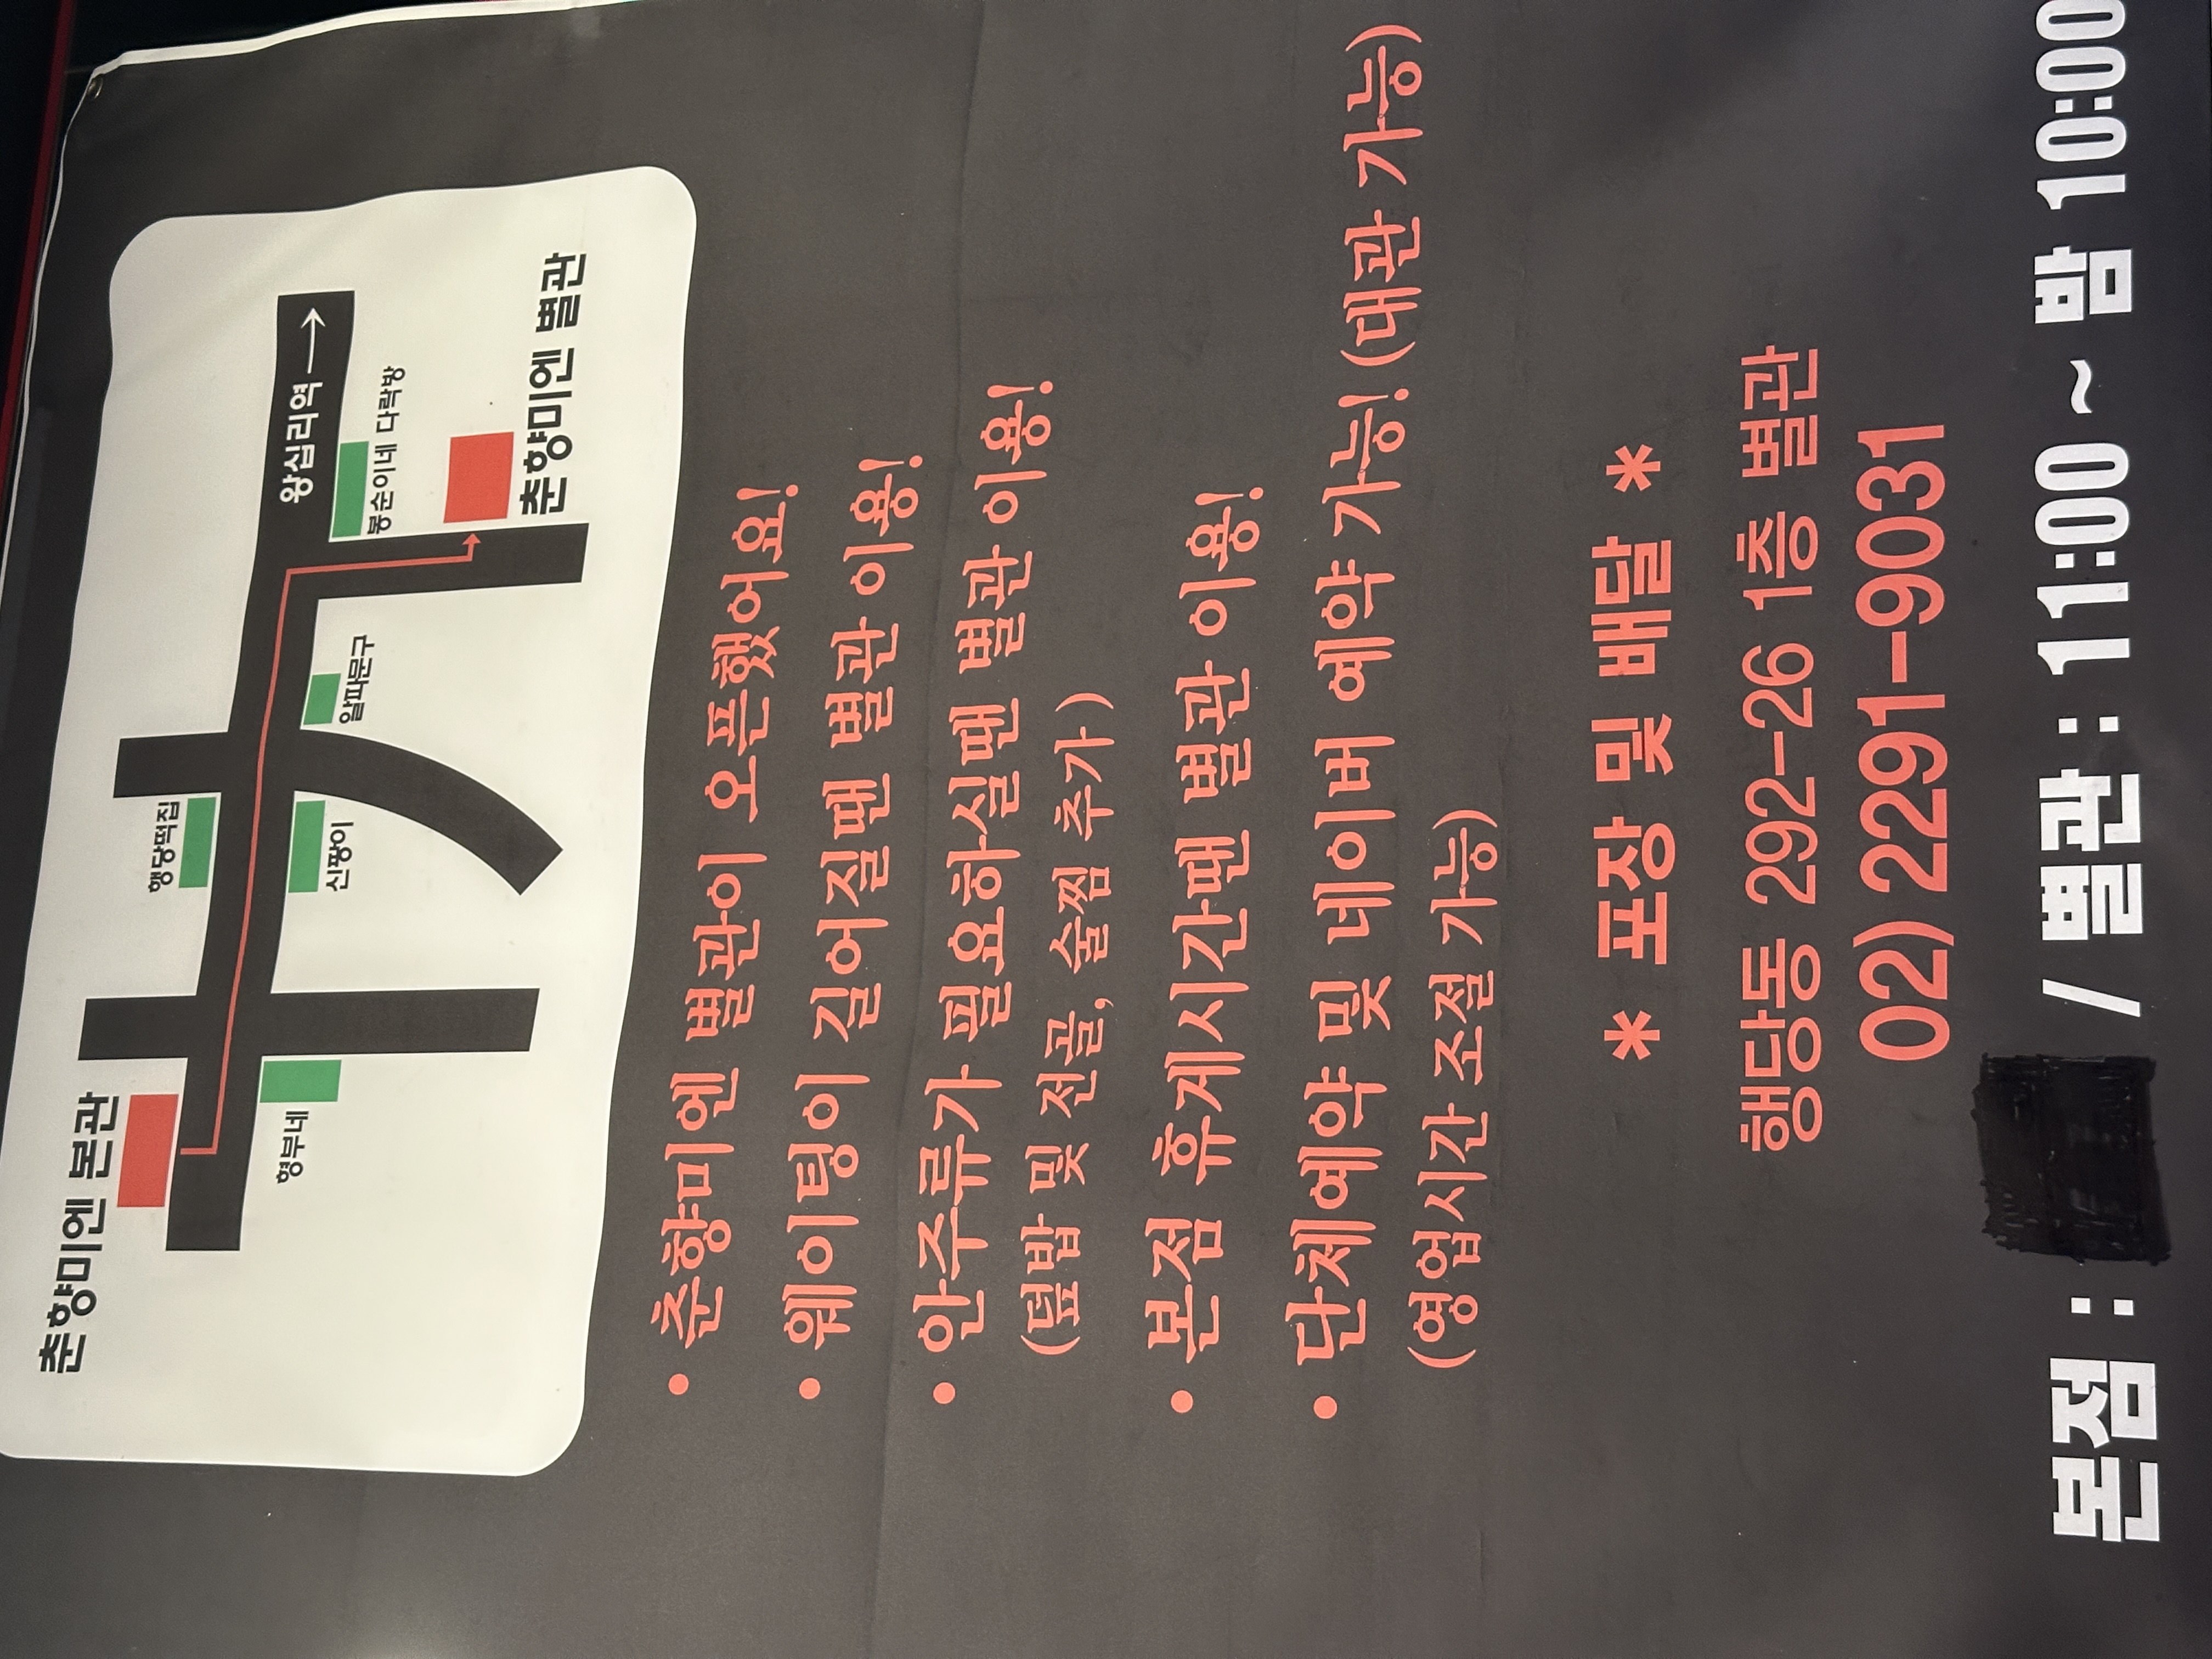 춘향미엔 본관
행당떡집
왕십리역 →
형부네
신짱이
알파문구
봉순이네 다락방
춘향미엔 별관
• 춘향미엔 별관이 오픈했어요!
• 웨이팅이 길어질땐 별관 이용!
• 안주류가 필요하실땐 별관 이용!
(덮밥 및 전골, 술찜 추가)
• 본점 휴게시간땐 별관 이용!
• 단체예약 및 네이버 예약 가능! (대관 가능)
(영업시간 조절 가능)
* 포장 및 배달 *
행당동 292-26 1층 별관
02) 2291-9031
본점 : / 별관 : 11:00 ~ 밤 10:00